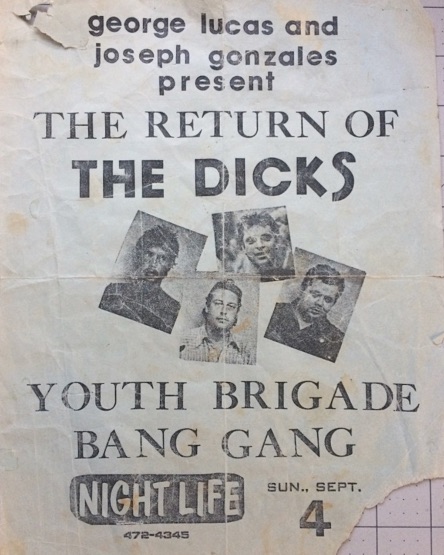 george lucas and
joseph gonzales
present
THE RETURN OF
THE DICKS
YOUTH BRIGADE
BANG GANG
NIGHT LIFE
472-4345
SUN., SEPT.
4